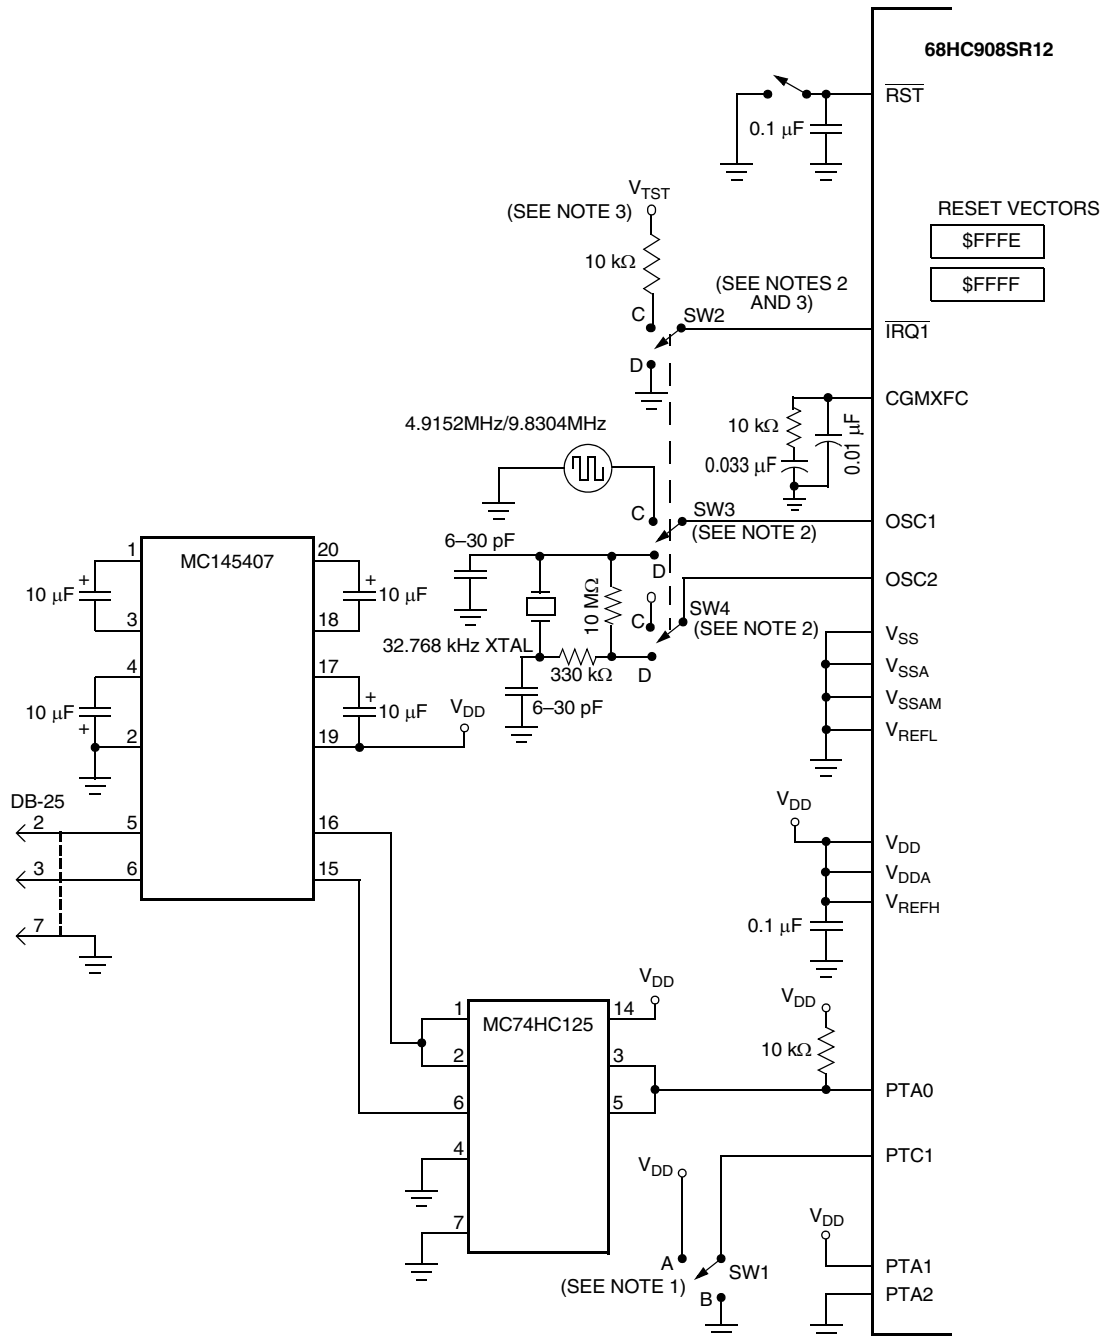 68HC908SR12
RST
0.1 µF
VTST
(SEE NOTE 3)
10 kΩ
RESET VECTORS
$FFFE
$FFFF
(SEE NOTES 2
AND 3)
C
SW2
IRQ1
D
CGMXFC
10 kΩ
0.033 µF
0.01 µF
4.9152MHz/9.8304MHz
C
SW3
OSC1
(SEE NOTE 2)
6–30 pF
D
OSC2
10 MΩ
C
SW4
(SEE NOTE 2)
32.768 kHz XTAL
330 kΩ
D
6–30 pF
VSS
VSSA
VSSAM
VREFL
MC145407
1
20
10 µF
+
+
10 µF
3
18
4
17
10 µF
+
+
10 µF
VDD
2
19
DB-25
2
5
16
3
6
15
7
VDD
VDD
VDDA
VREFH
0.1 µF
MC74HC125
1
14
VDD
2
3
6
5
4
7
VDD
10 kΩ
PTA0
PTC1
VDD
A
SW1
(SEE NOTE 1)
B
VDD
PTA1
PTA2